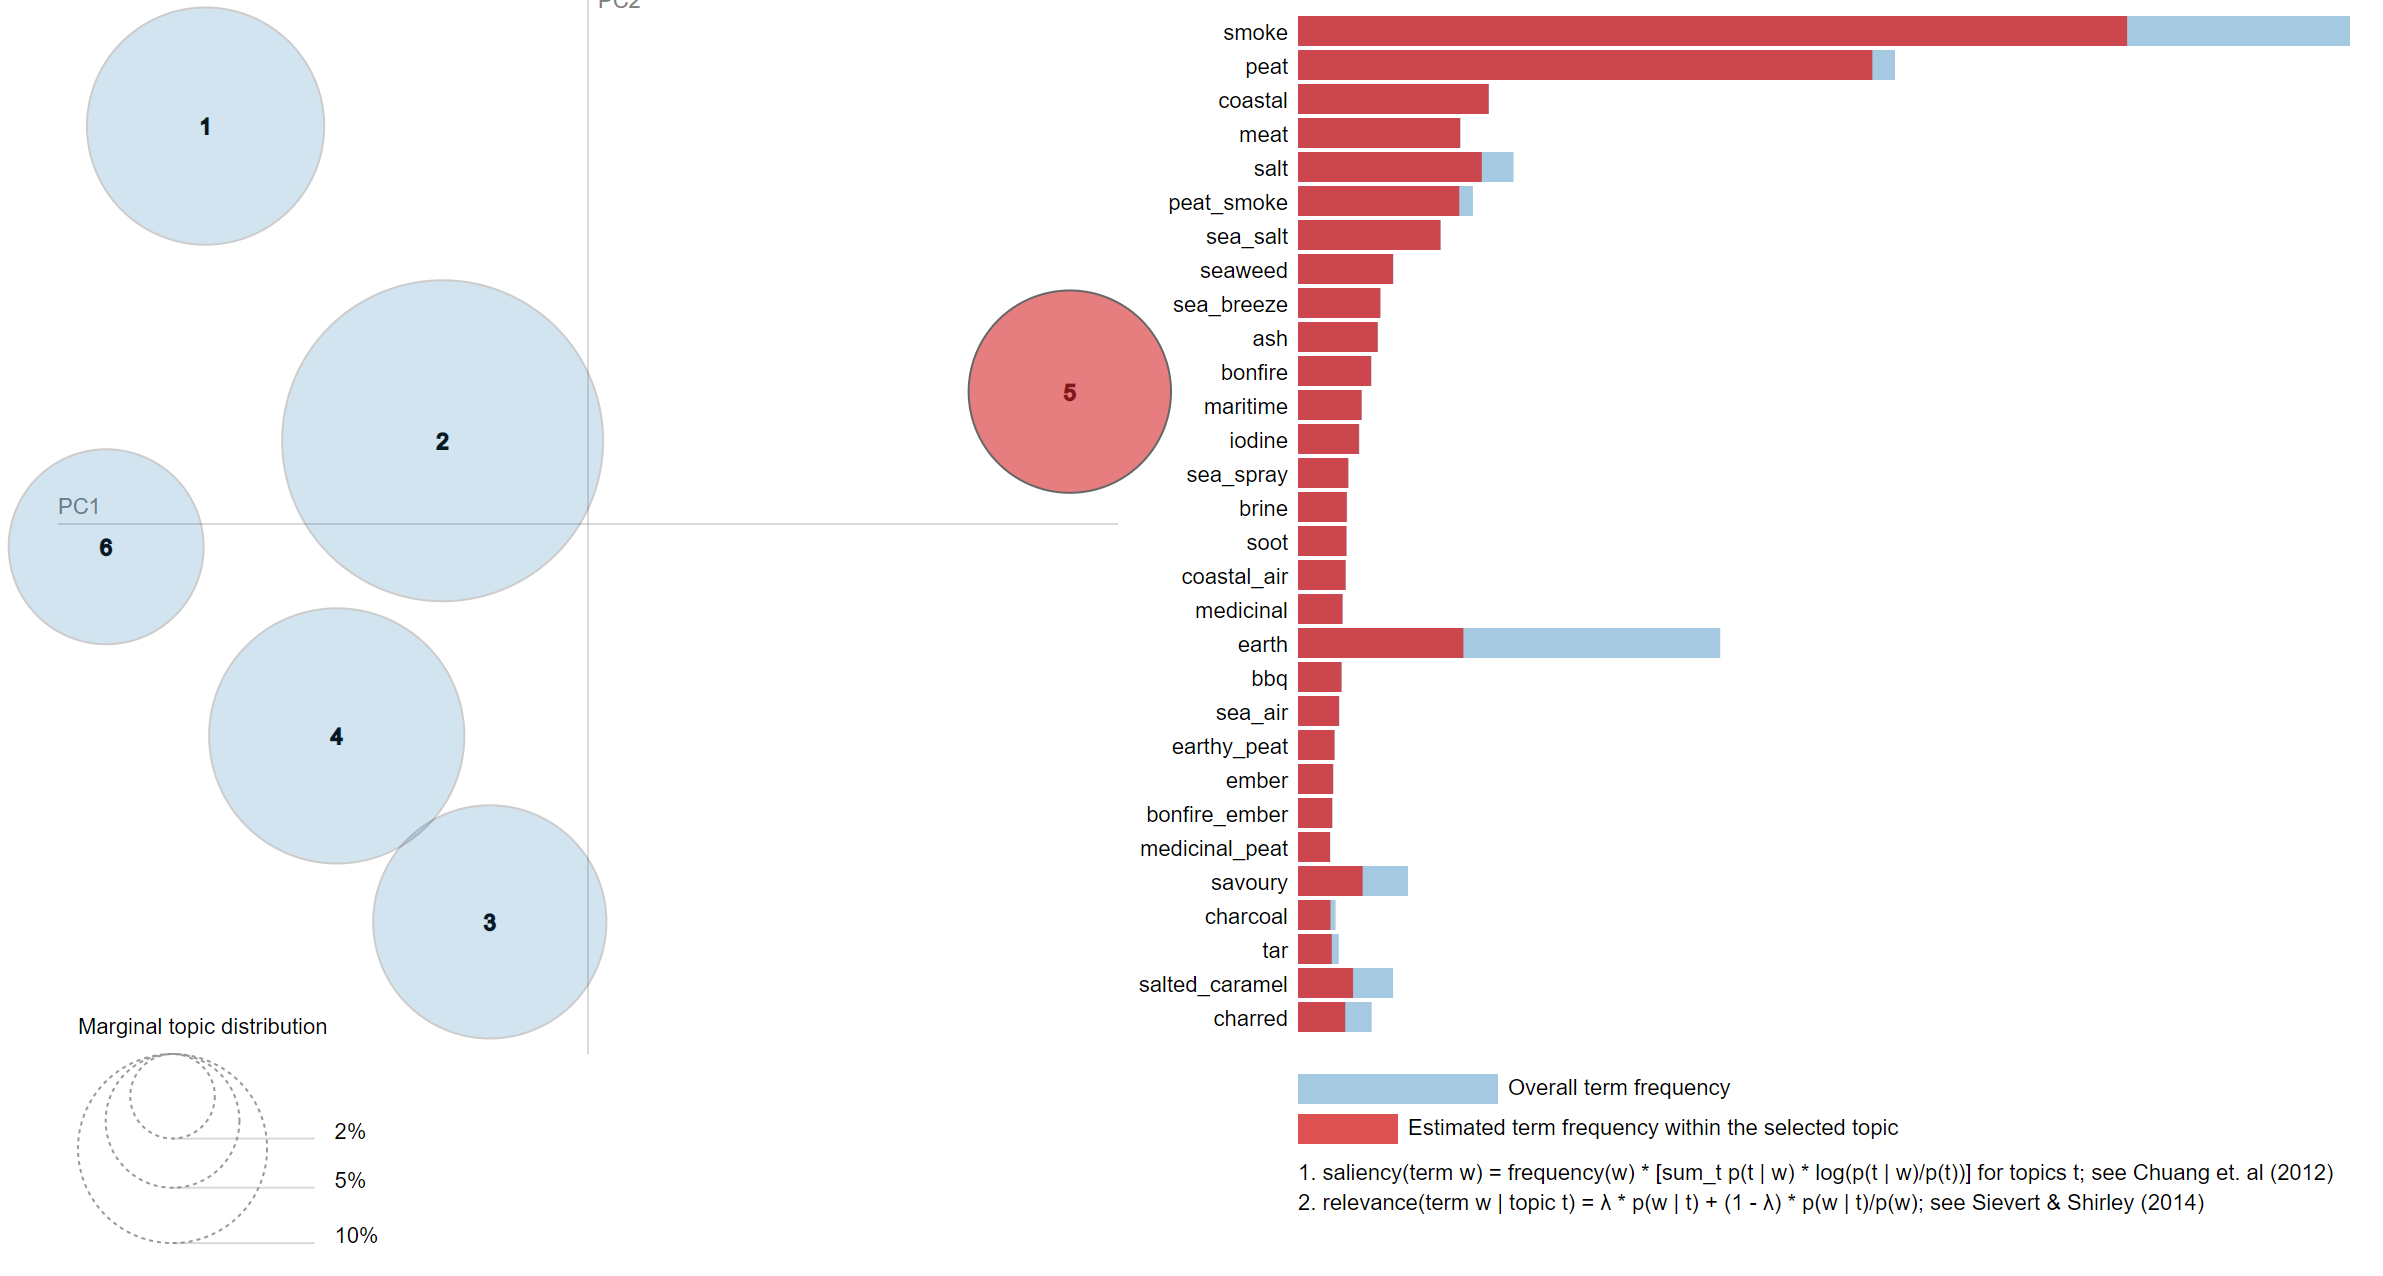 PC2
1
2
5
PC1
6
4
3
Marginal topic distribution
2%
5%
10%
smoke
peat
coastal
meat
salt
peat_smoke
sea_salt
seaweed
sea_breeze
ash
bonfire
maritime
iodine
sea_spray
brine
soot
coastal_air
medicinal
earth
bbq
sea_air
earthy_peat
ember
bonfire_ember
medicinal_peat
savoury
charcoal
tar
salted_caramel
charred
Overall term frequency
Estimated term frequency within the selected topic
1. saliency(term w) = frequency(w) * [sum_t p(t | w) * log(p(t | w)/p(t))] for topics t; see Chuang et. al (2012)
2. relevance(term w | topic t) = λ * p(w | t) + (1 - λ) * p(w | t)/p(w); see Sievert & Shirley (2014)